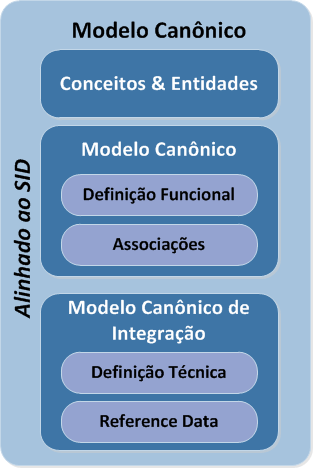 Modelo Canônico
Conceitos & Entidades
Alinhado ao SID
Modelo Canônico
Definição Funcional
Associações
Modelo Canônico de
Integração
Definição Técnica
Reference Data